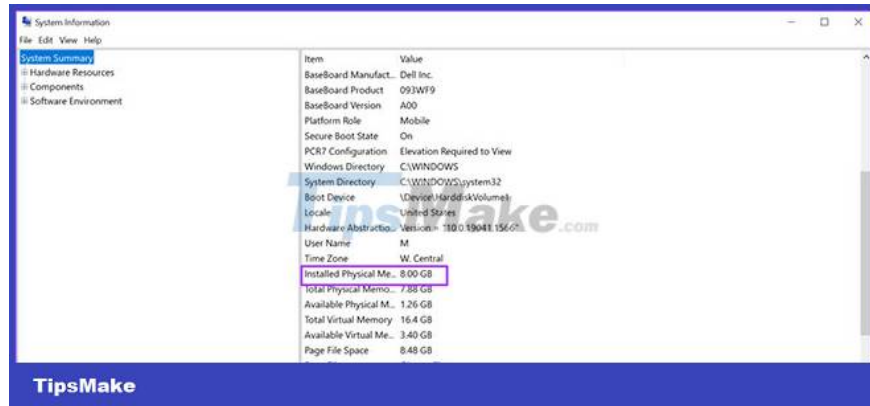 System Information
File Edit View Help
System Summary
Hardware Resources
Components
Software Environment
Item Value
BaseBoard Manufact... Dell Inc.
BaseBoard Product 093WF9
BaseBoard Version A00
Platform Role Mobile
Secure Boot State On
PCR7 Configuration Elevation Required to View
Windows Directory C:\WINDOWS
System Directory C:\WINDOWS\system32
Boot Device \Device\HarddiskVolume1
Locale United States
Hardware Abstractio... Version = "10.0.19041.1566"
User Name M
Time Zone W. Central
Installed Physical Me... 8.00 GB
Total Physical Memo... 7.88 GB
Available Physical M... 1.26 GB
Total Virtual Memory 16.4 GB
Available Virtual Me... 3.40 GB
Page File Space 8.48 GB
TipsMake.com
TipsMake